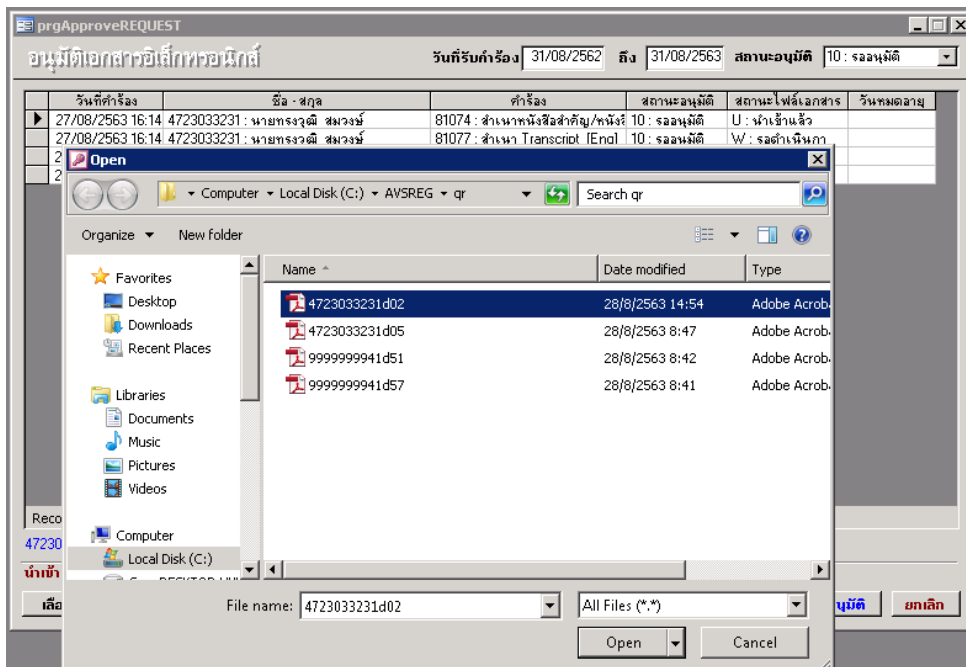 prgApproveREQUEST
อนุมัติเอกสารอิเล็กทรอนิกส์ วันที่รับคำร้อง 31/08/2562 ถึง 31/08/2563 สถานะอนุมัติ 10 : รออนุมัติ
วันที่คำร้อง ชื่อ - สกุล คำร้อง สถานะอนุมัติ สถานะไฟล์เอกสาร วันหมดอายุ
27/08/2563 16:14 4723033231 : นายทรงวุฒิ สมวงษ์ 81074 : สำเนาหนังสือสำคัญ/หนังสื 10 : รออนุมัติ U : นำเข้าแล้ว
27/08/2563 16:14 4723033231 : นายทรงวุฒิ สมวงษ์ 81077 : สำเนา Transcript [Eng] 10 : รออนุมัติ W : รอดำเนินกา
2
2
Open
Computer Local Disk (C:) AVSREG qr Search qr
Organize New folder
Name Date modified Type
Favorites
Desktop
Downloads
Recent Places
Libraries
Documents
Music
Pictures
Videos
Computer
Local Disk (C:)
4723033231d02 28/8/2563 14:54 Adobe Acrob
4723033231d05 28/8/2563 8:47 Adobe Acrob
9999999941d51 28/8/2563 8:42 Adobe Acrob
9999999941d57 28/8/2563 8:41 Adobe Acrob
Reco
47230
นำเข้า
เลือ
File name: 4723033231d02 All Files (*.*)
Open Cancel
นุมัติ ยกเลิก